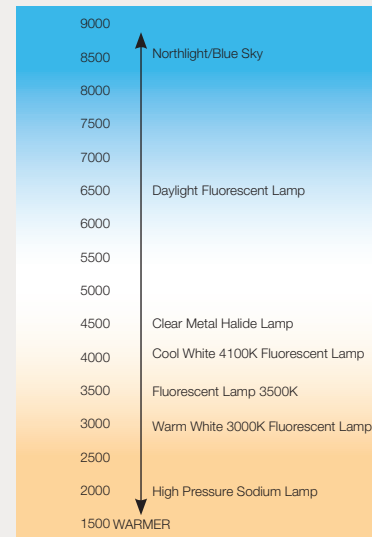 9000
8500 Northlight/Blue Sky
8000
7500
7000
6500 Daylight Fluorescent Lamp
6000
5500
5000
4500 Clear Metal Halide Lamp
4000 Cool White 4100K Fluorescent Lamp
3500 Fluorescent Lamp 3500K
3000 Warm White 3000K Fluorescent Lamp
2500
2000 High Pressure Sodium Lamp
1500 WARMER